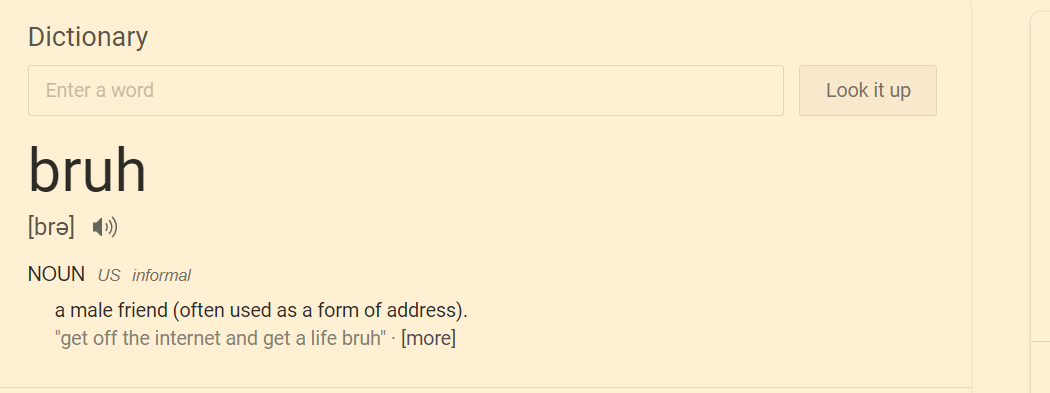 Dictionary
Enter a word
Look it up
bruh
[brə]
NOUN US informal
a male friend (often used as a form of address).
"get off the internet and get a life bruh" · [more]